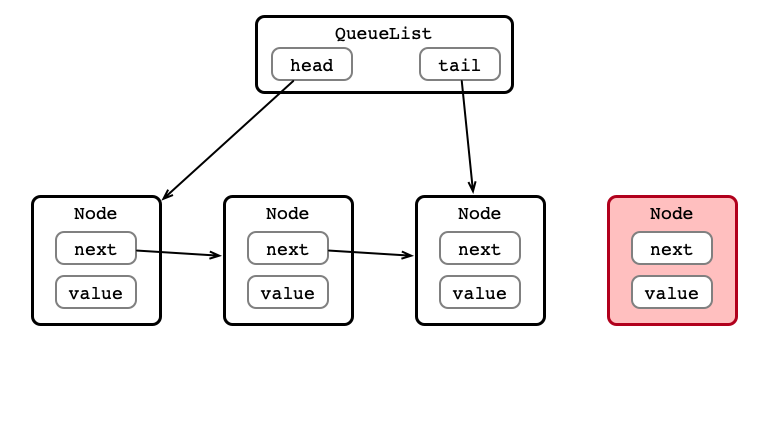 QueueList
head tail
Node Node Node Node
next next next next
value value value value